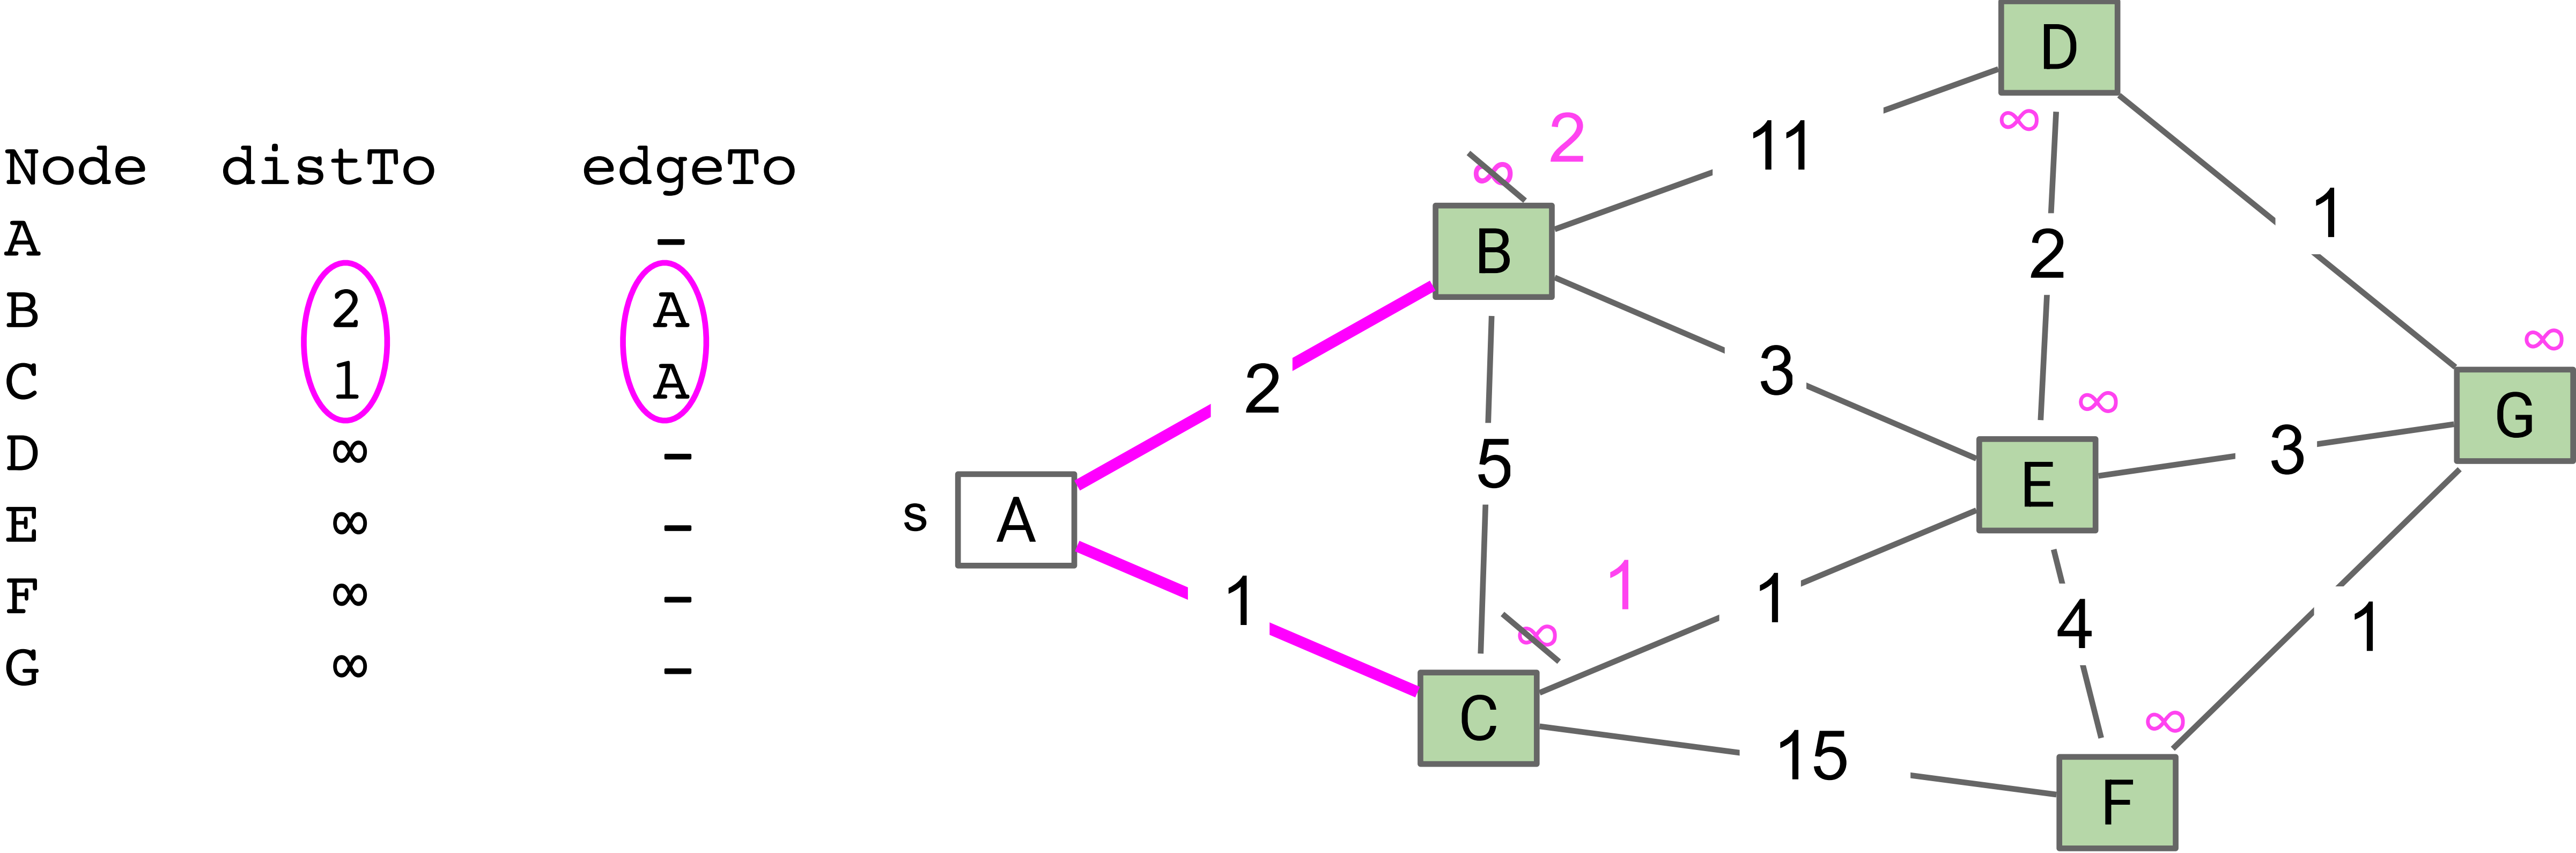 Node distTo edgeTo
A -
B 2 A
C 1 A
D ∞ -
E ∞ -
F ∞ -
G ∞ -
s A
2
1
∞ 2
B
5
∞ 1
C
11
3
1
15
D
∞
2
∞
E
4
∞
F
1
3
1
∞
G